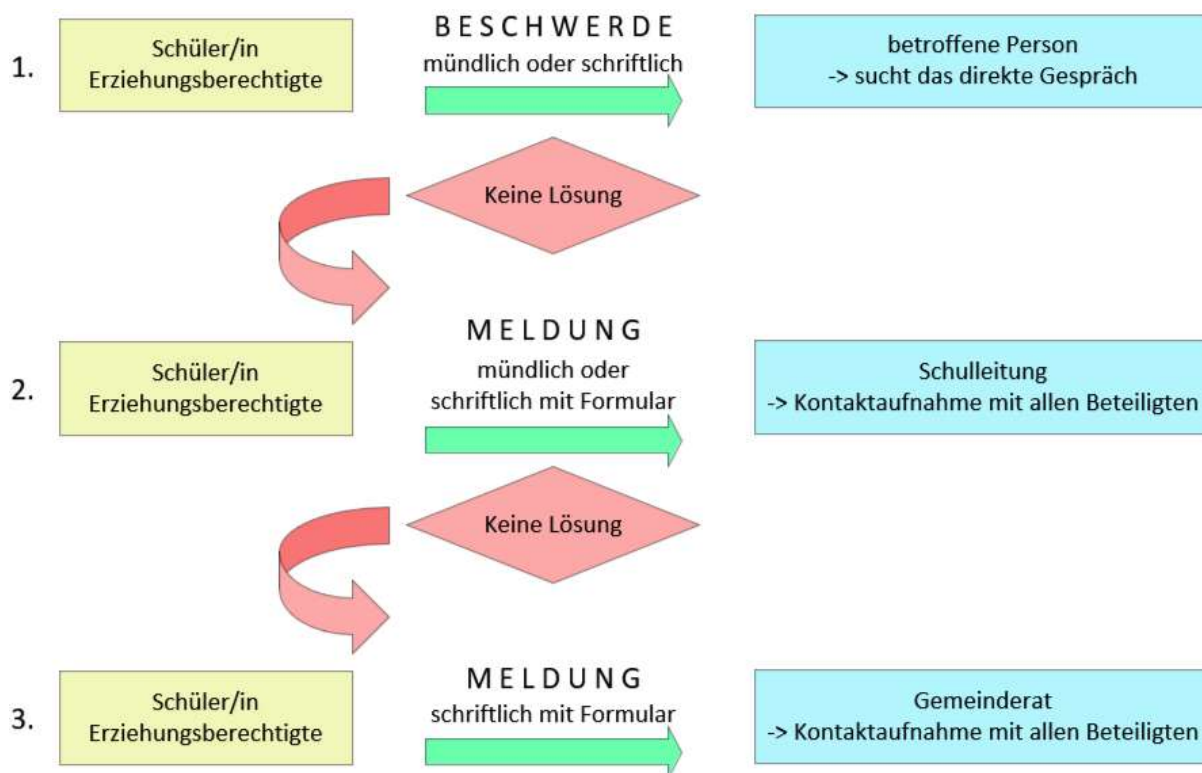 1.
Schüler/in
Erziehungsberechtigte
BESCHWERDE
mündlich oder schriftlich
betroffene Person
-> sucht das direkte Gespräch
Keine Lösung
2.
Schüler/in
Erziehungsberechtigte
MELDUNG
mündlich oder
schriftlich mit Formular
Schulleitung
-> Kontaktaufnahme mit allen Beteiligten
Keine Lösung
3.
Schüler/in
Erziehungsberechtigte
MELDUNG
schriftlich mit Formular
Gemeinderat
-> Kontaktaufnahme mit allen Beteiligten